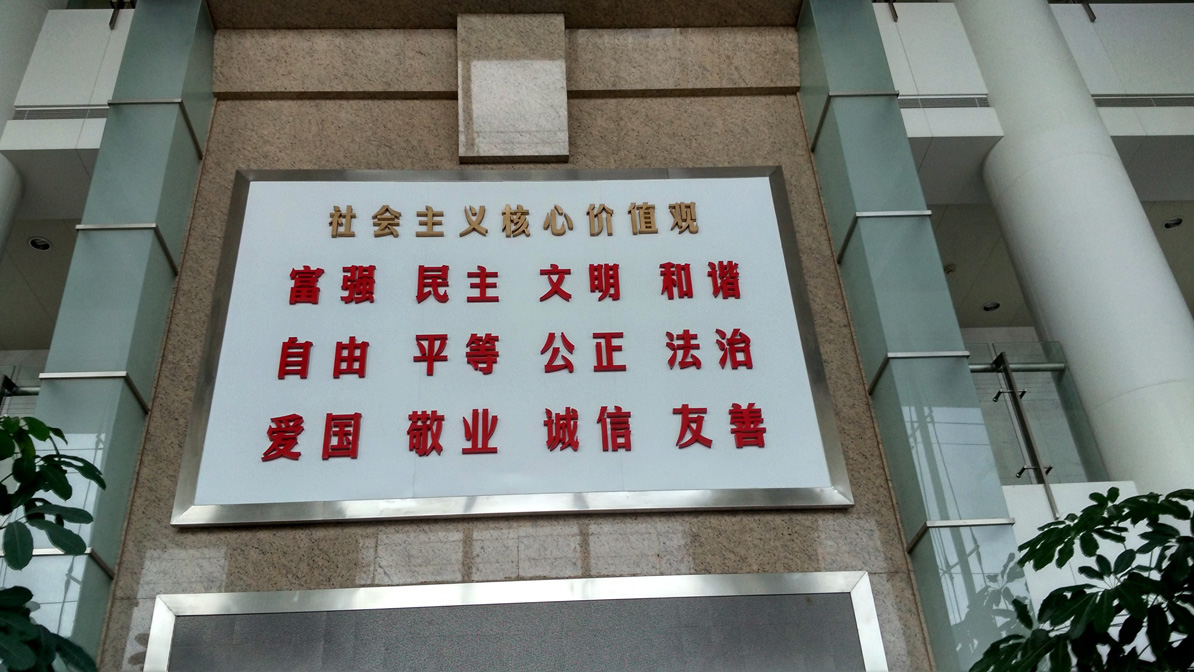 社会主义核心价值观
富强 民主 文明 和谐
自由 平等 公正 法治
爱国 敬业 诚信 友善